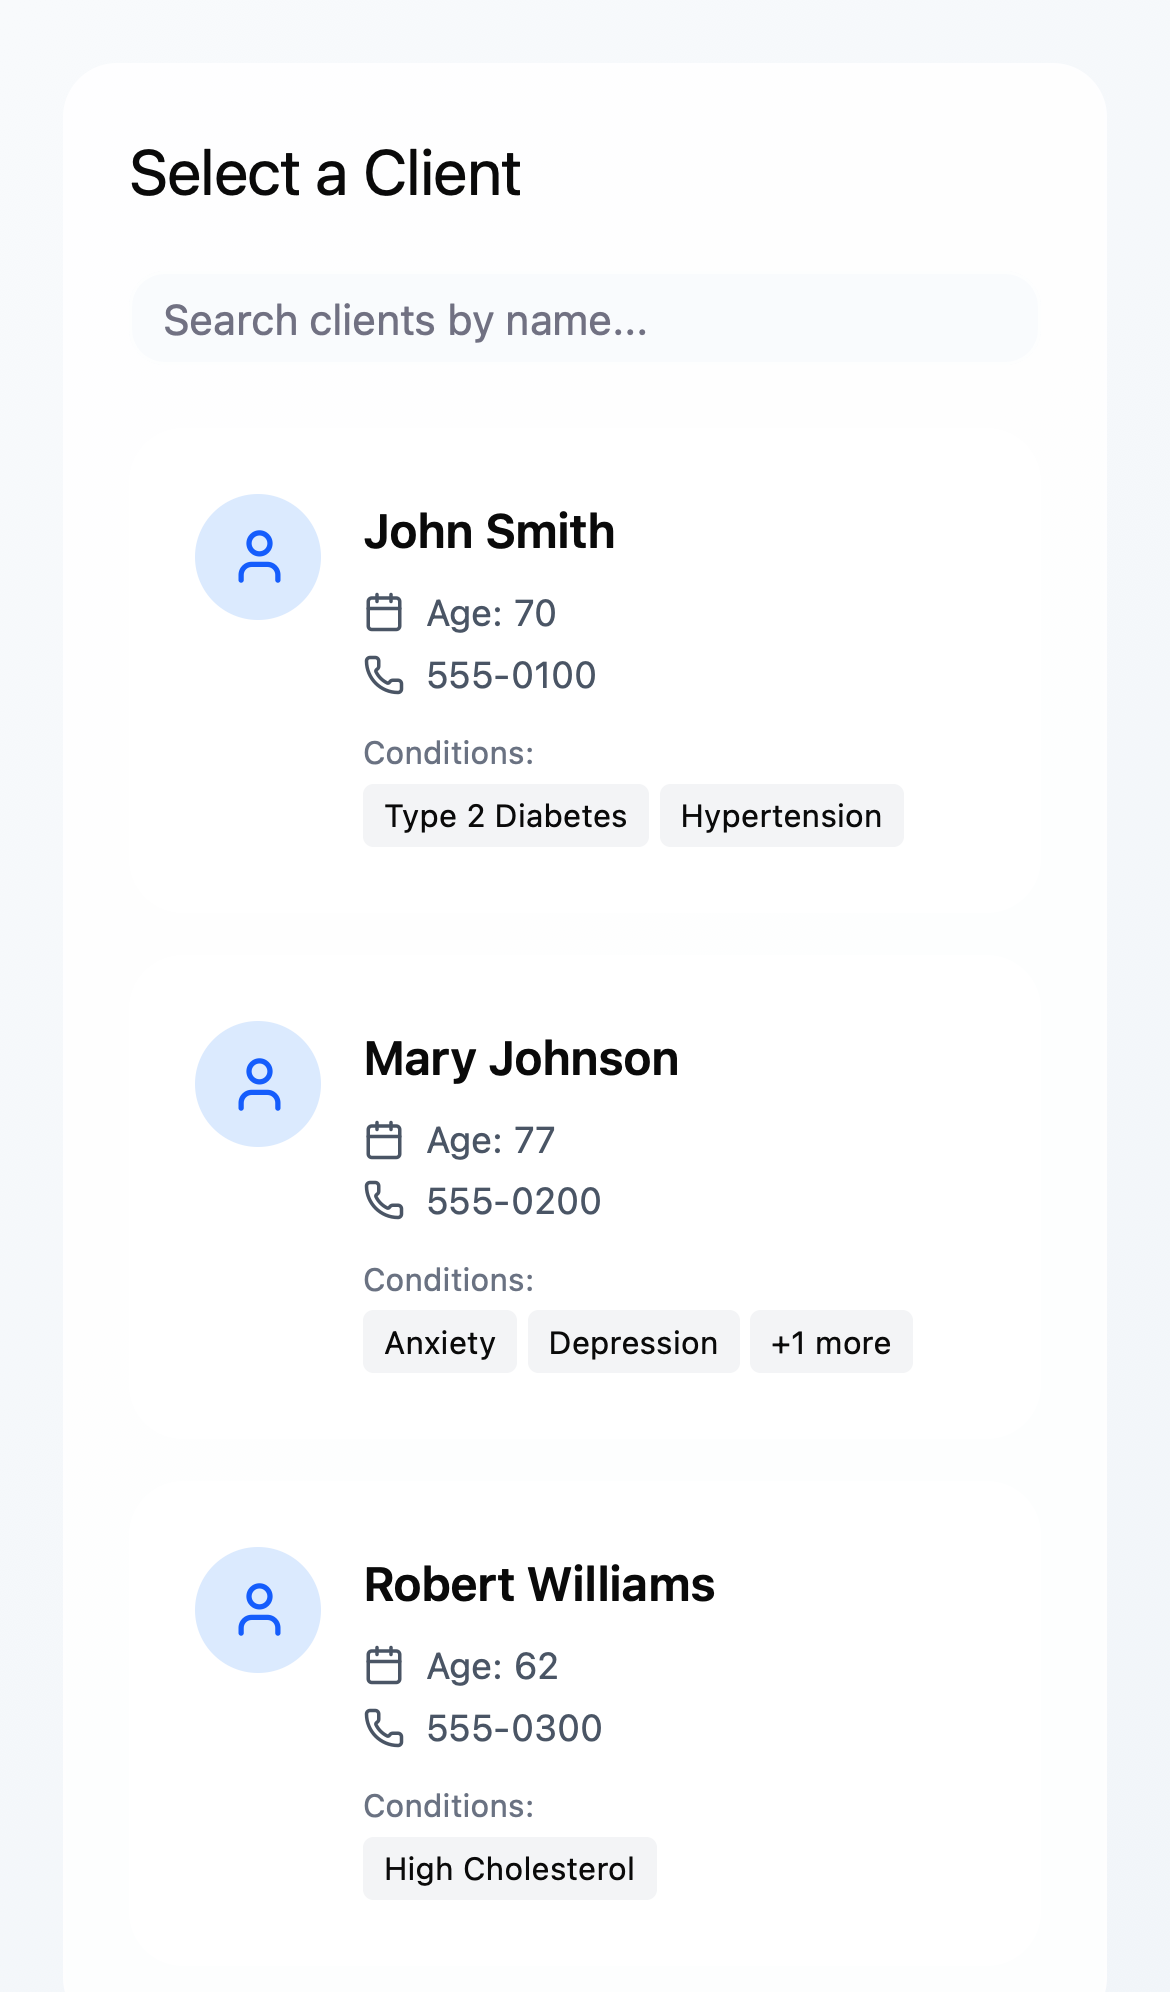 Select a Client
Search clients by name...
John Smith
Age: 70
555-0100
Conditions:
Type 2 Diabetes Hypertension
Mary Johnson
Age: 77
555-0200
Conditions:
Anxiety Depression +1 more
Robert Williams
Age: 62
555-0300
Conditions:
High Cholesterol